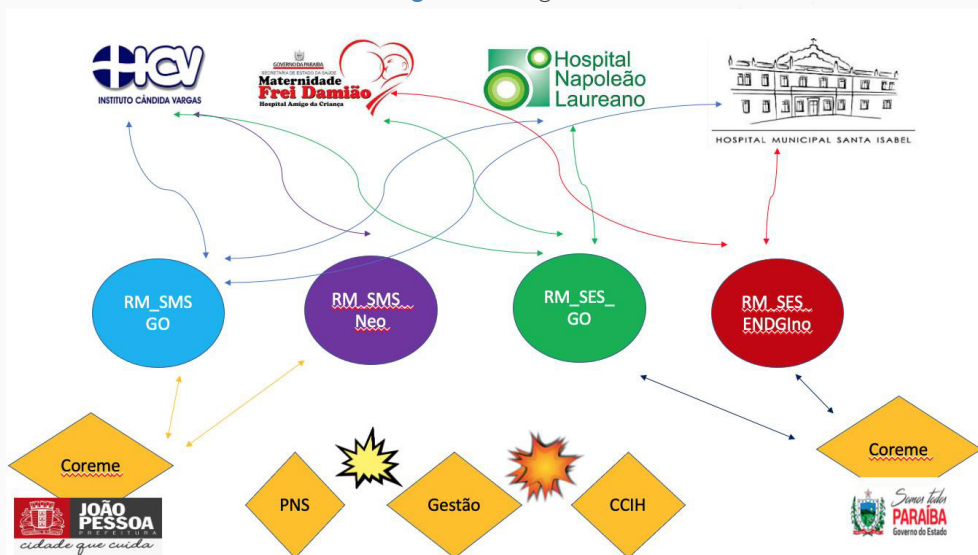 HCV
INSTITUTO CÂNDIDA VARGAS
GOVERNO DA PARAÍBA
SECRETARIA DE ESTADO DA SAÚDE
Maternidade
Frei Damião
Hospital Amigo da Criança
Hospital
Napoleão
Laureano
HOSPITAL MUNICIPAL SANTA ISABEL
RM_SMS
GO
RM_SMS_
Neo
RM_SES_
GO
RM_SES_
ENDGIno
Coreme
PNS
Gestão
CCIH
Coreme
JOÃO
PESSOA
PREFEITURA
cidade que cuida
Somos todos
PARAÍBA
Governo do Estado